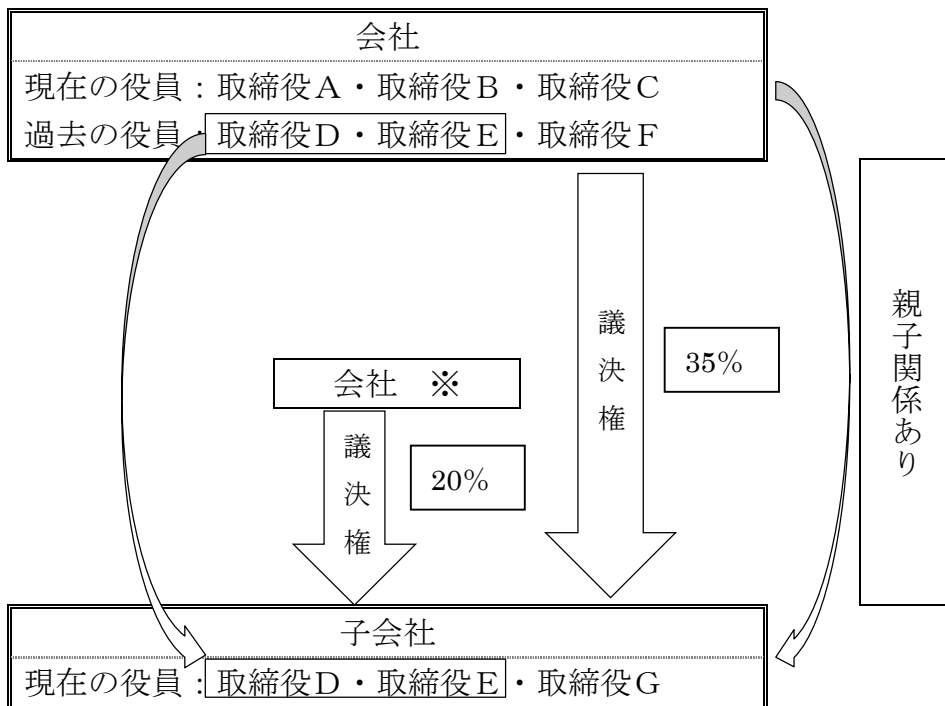 会社
現在の役員：取締役A・取締役B・取締役C
過去の役員：取締役D・取締役E・取締役F
親子関係あり
議決権
35%
会社　※
議決権
20%
子会社
現在の役員：取締役D・取締役E・取締役G